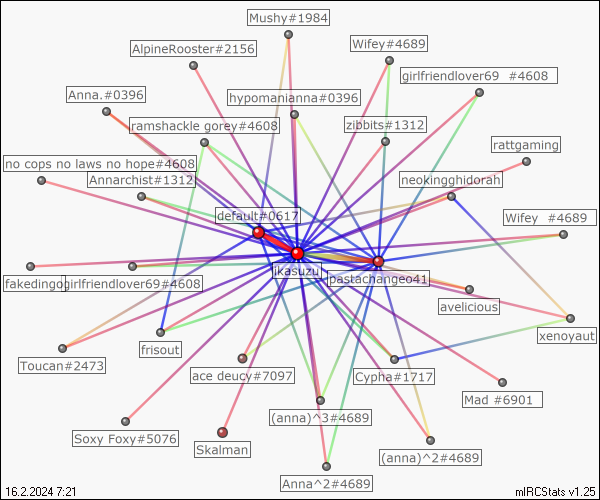 Mushy#1984
AlpineRooster#2156
Wifey#4689
girlfriendlover69 #4608
Anna.#0396
hypomanianna#0396
ramshackle gorey#4608
zibbits#1312
rattgaming
no cops no laws no hope#4608
Annarchist#1312
neokingghidorah
default#0617
Wifey #4689
ikasuzu
pastachangeo41
fakedingo
girlfriendlover69#4608
avelicious
xenoyaut
frisout
Toucan#2473
ace deucy#7097
Cypha#1717
Mad #6901
(anna)^3#4689
Soxy Foxy#5076
Skalman
(anna)^2#4689
Anna^2#4689
16.2.2024 7:21
mIRCStats v1.25